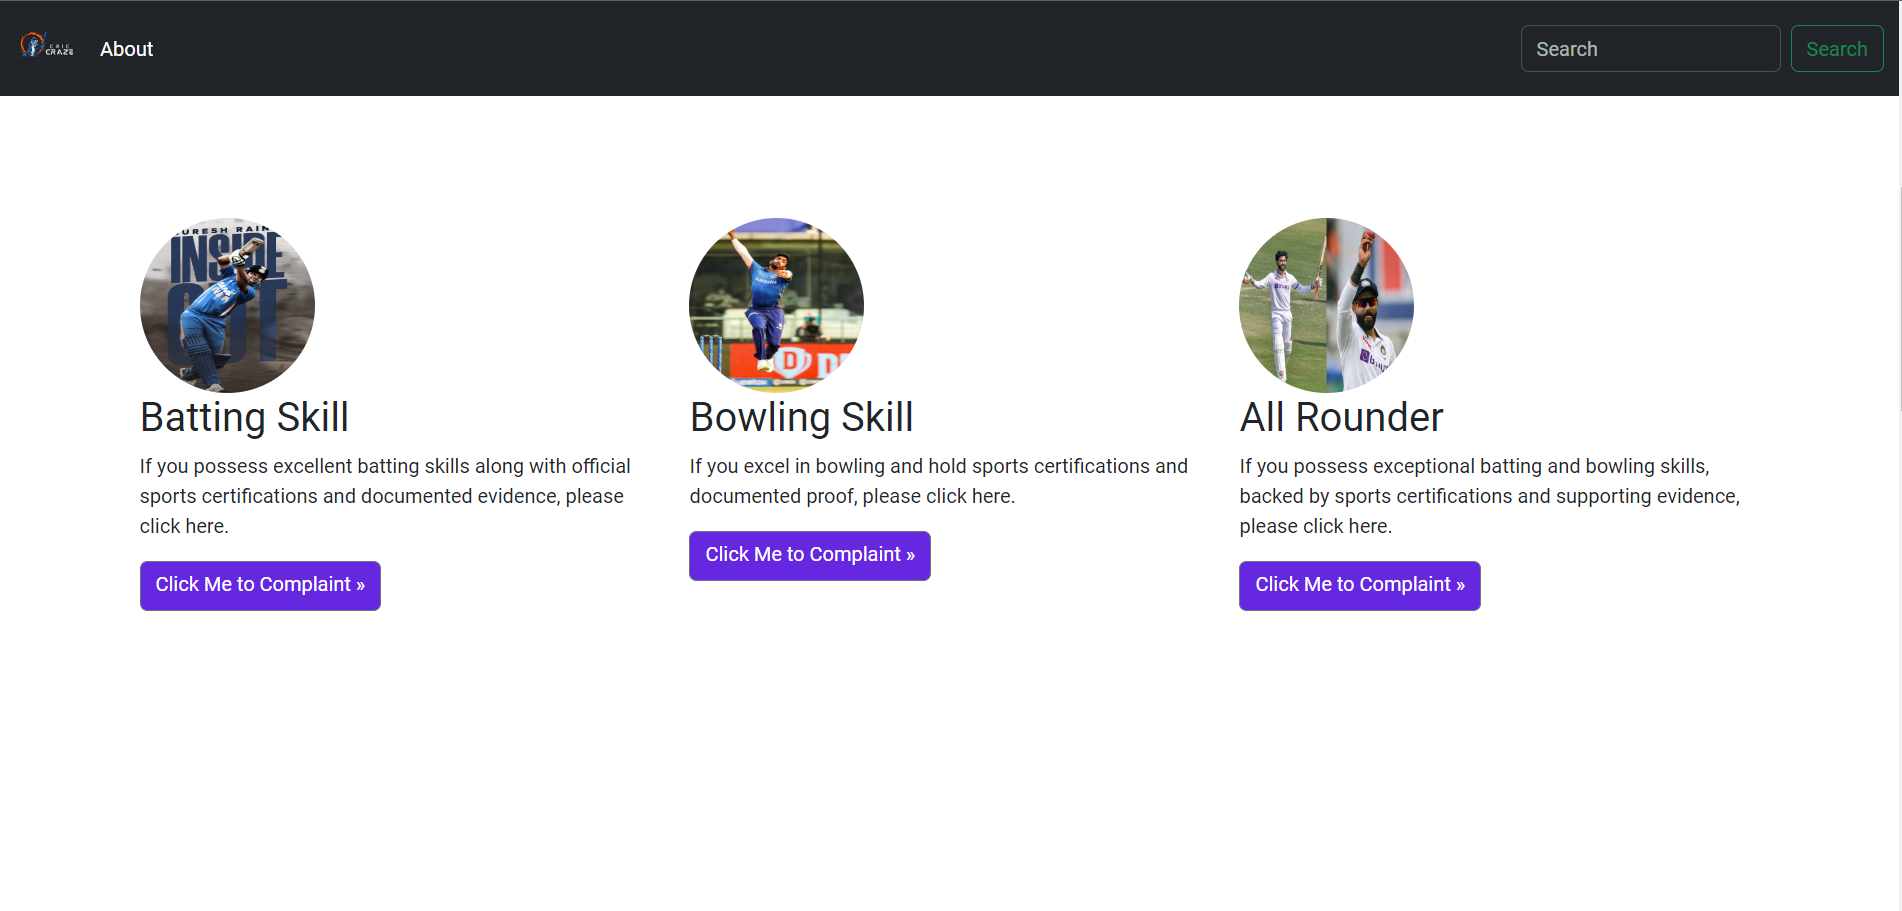 CRIC
CRAZE
About
Search
Search
URESH RAIN
INSIDE
OUT
SAMSUNG
D D
Batting Skill
Bowling Skill
All Rounder
If you possess excellent batting skills along with official
sports certifications and documented evidence, please
click here.
Click Me to Complaint »
If you excel in bowling and hold sports certifications and
documented proof, please click here.
Click Me to Complaint »
If you possess exceptional batting and bowling skills,
backed by sports certifications and supporting evidence,
please click here.
Click Me to Complaint »